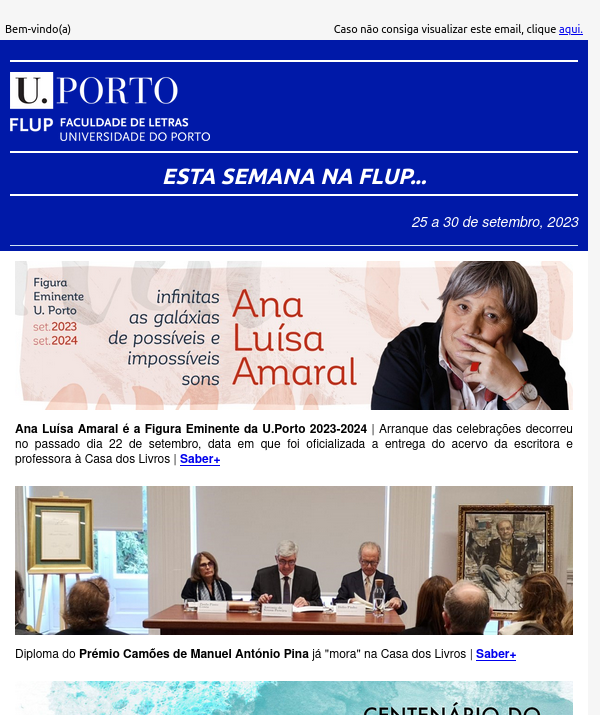 Bem-vindo(a)
Caso não consiga visualizar este email, clique aqui.
U. PORTO
FLUP FACULDADE DE LETRAS
UNIVERSIDADE DO PORTO
ESTA SEMANA NA FLUP...
25 a 30 de setembro, 2023
Figura
Eminente
U. Porto
set.2023
set.2024
infinitas
as galáxias
de possíveis e
impossíveis
sons
Ana
Luísa
Amaral
Ana Luísa Amaral é a Figura Eminente da U.Porto 2023-2024 | Arranque das celebrações decorreu
no passado dia 22 de setembro, data em que foi oficializada a entrega do acervo da escritora e
professora à Casa dos Livros | Saber+
Diploma do Prémio Camões de Manuel António Pina já "mora" na Casa dos Livros | Saber+
CENTENÁRIO DO